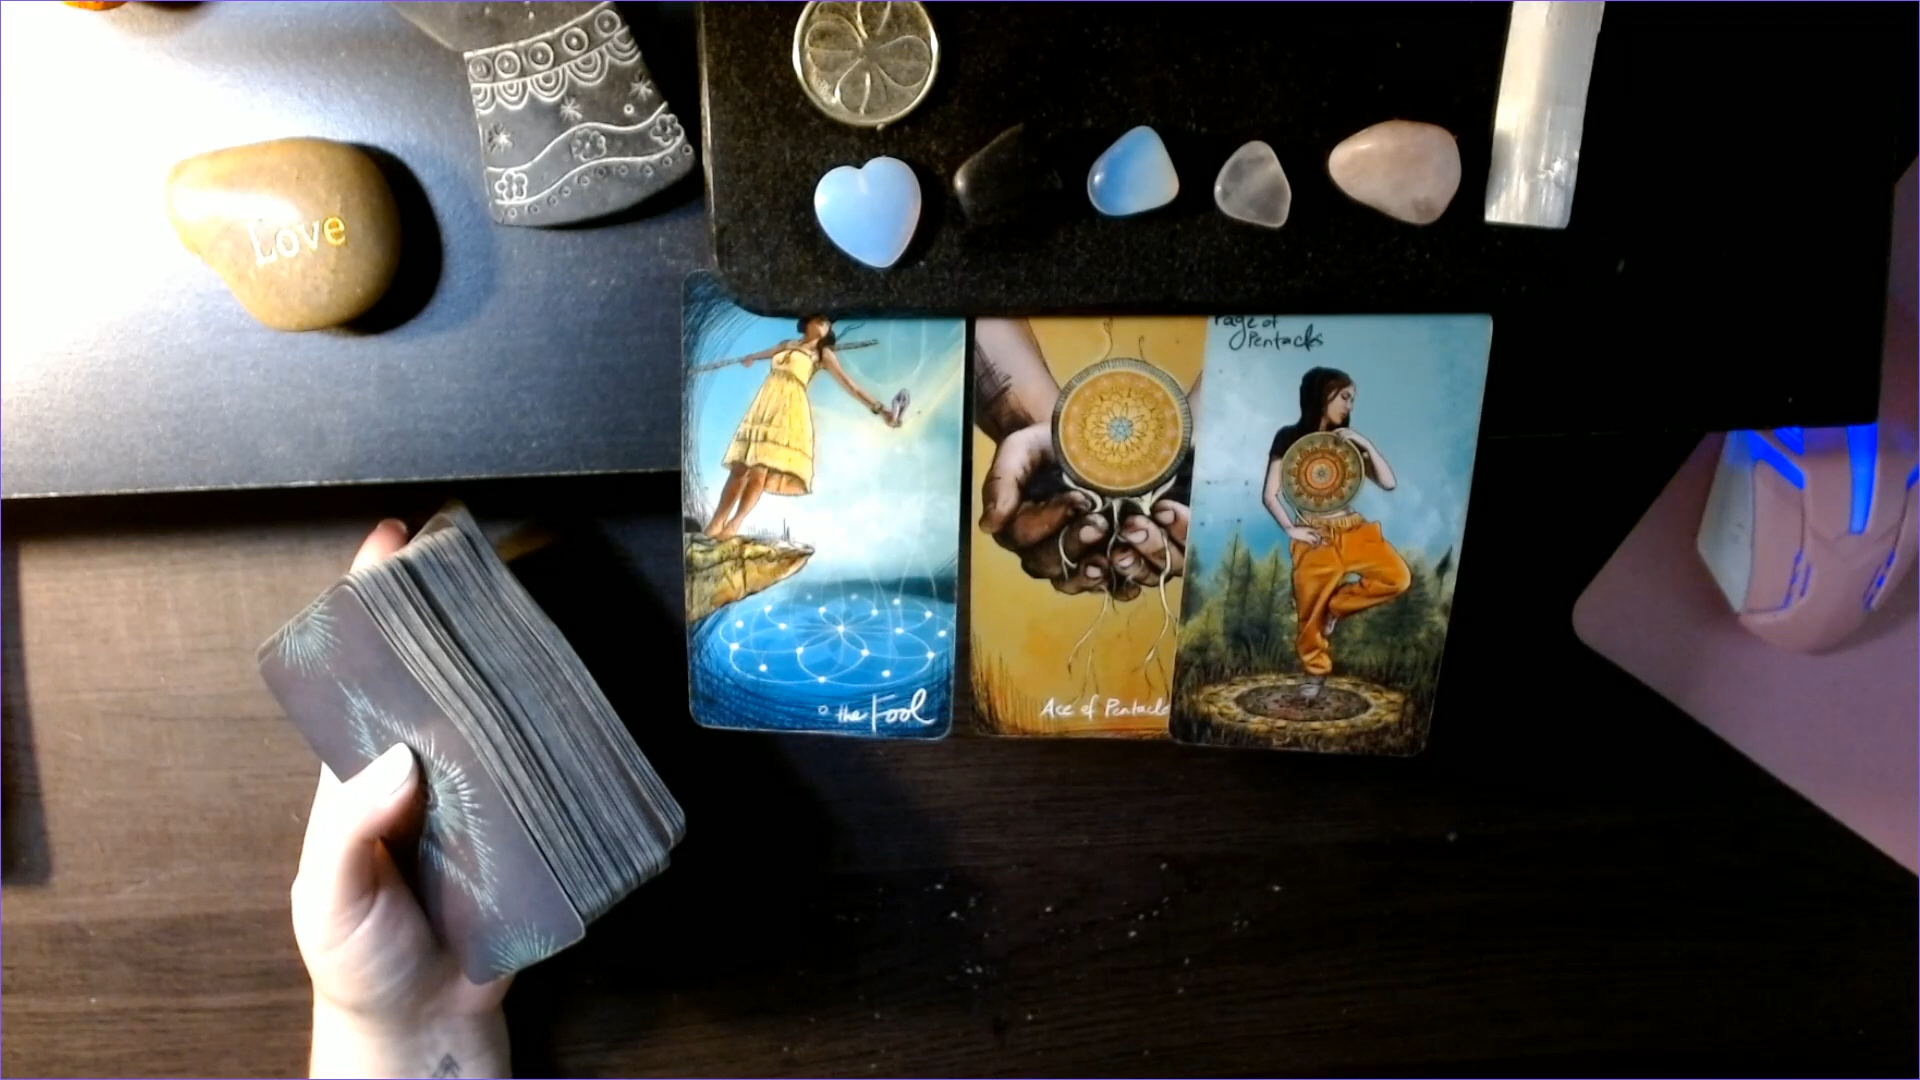 Love
Page of
Pentacles
0 the Fool
Ace of Pentacle